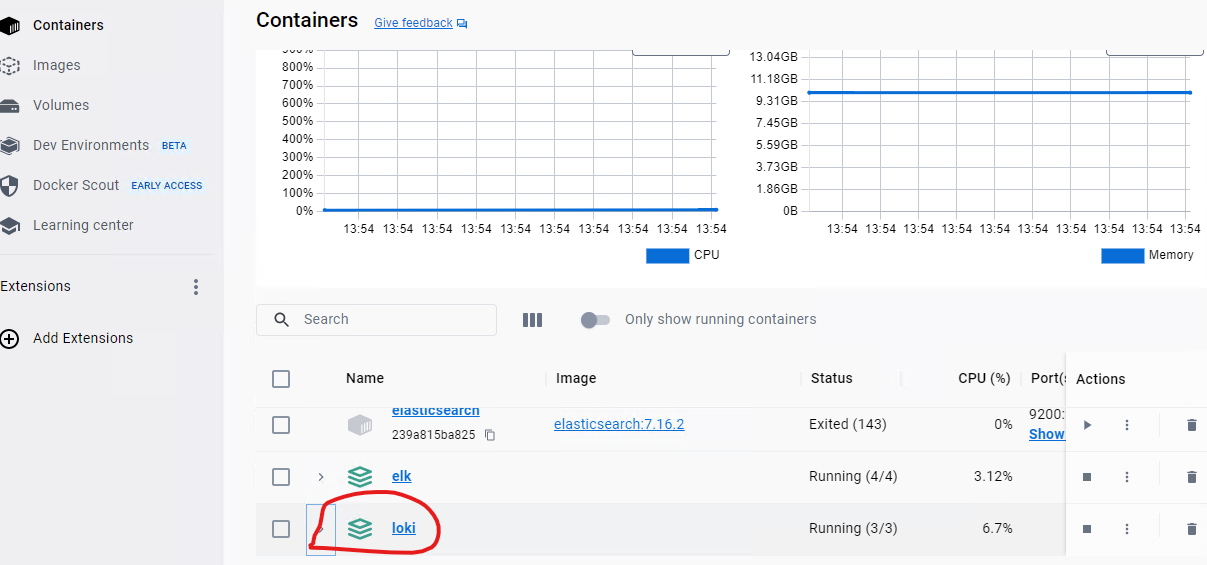 Containers
Images
Volumes
Dev Environments BETA
Docker Scout EARLY ACCESS
Learning center
Extensions
Add Extensions
Containers Give feedback
900%
800%
700%
600%
500%
400%
300%
200%
100%
0%
13:54 13:54 13:54 13:54 13:54 13:54 13:54 13:54 13:54 13:54
CPU
13.04GB
11.18GB
9.31GB
7.45GB
5.59GB
3.73GB
1.86GB
0B
13:54 13:54 13:54 13:54 13:54 13:54 13:54 13:54 13:54 13:54
Memory
Search Only show running containers
Name Image Status CPU (%) Port(s Actions
elasticsearch elasticsearch:7.16.2 Exited (143) 0% 9200:
239a815ba825 Show
elk Running (4/4) 3.12%
loki Running (3/3) 6.7%